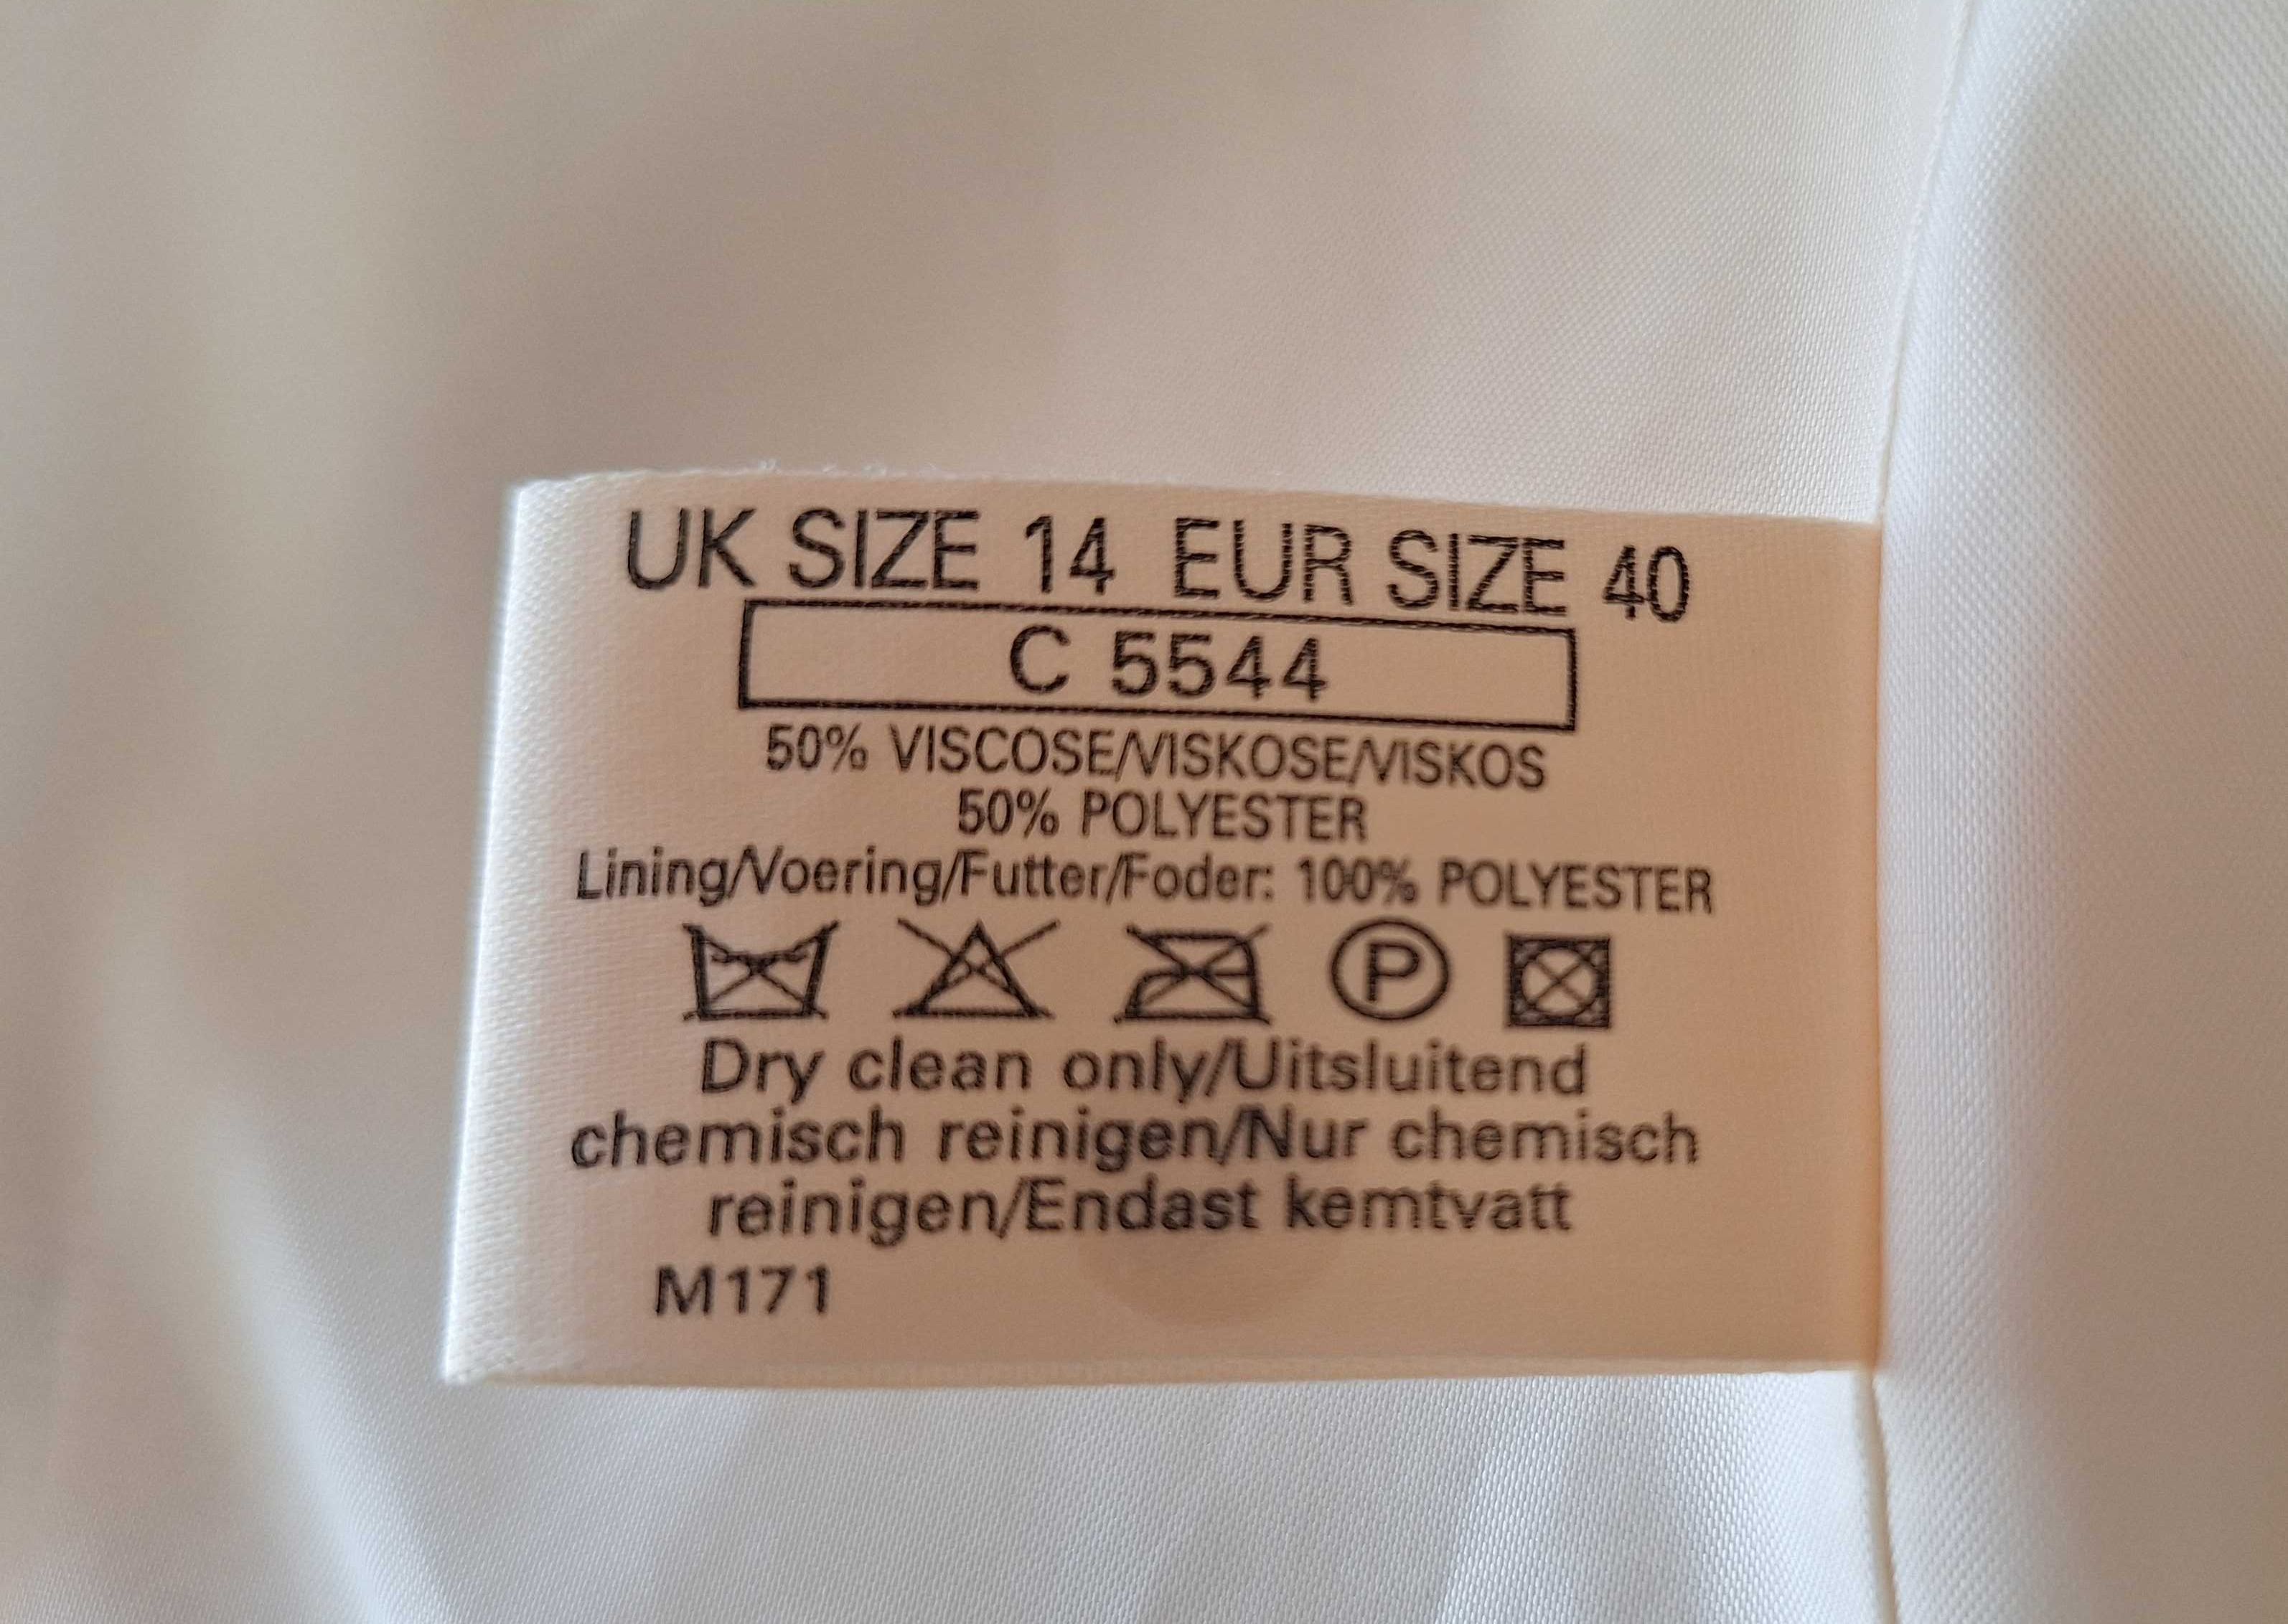 UK SIZE 14 EUR SIZE 40
C 5544
50% VISCOSE/VISKOSE/VISKOS
50% POLYESTER
Lining/Voering/Futter/Foder: 100% POLYESTER
P
Dry clean only/Uitsluitend
chemisch reinigen/Nur chemisch
reinigen/Endast kemtvatt
M171